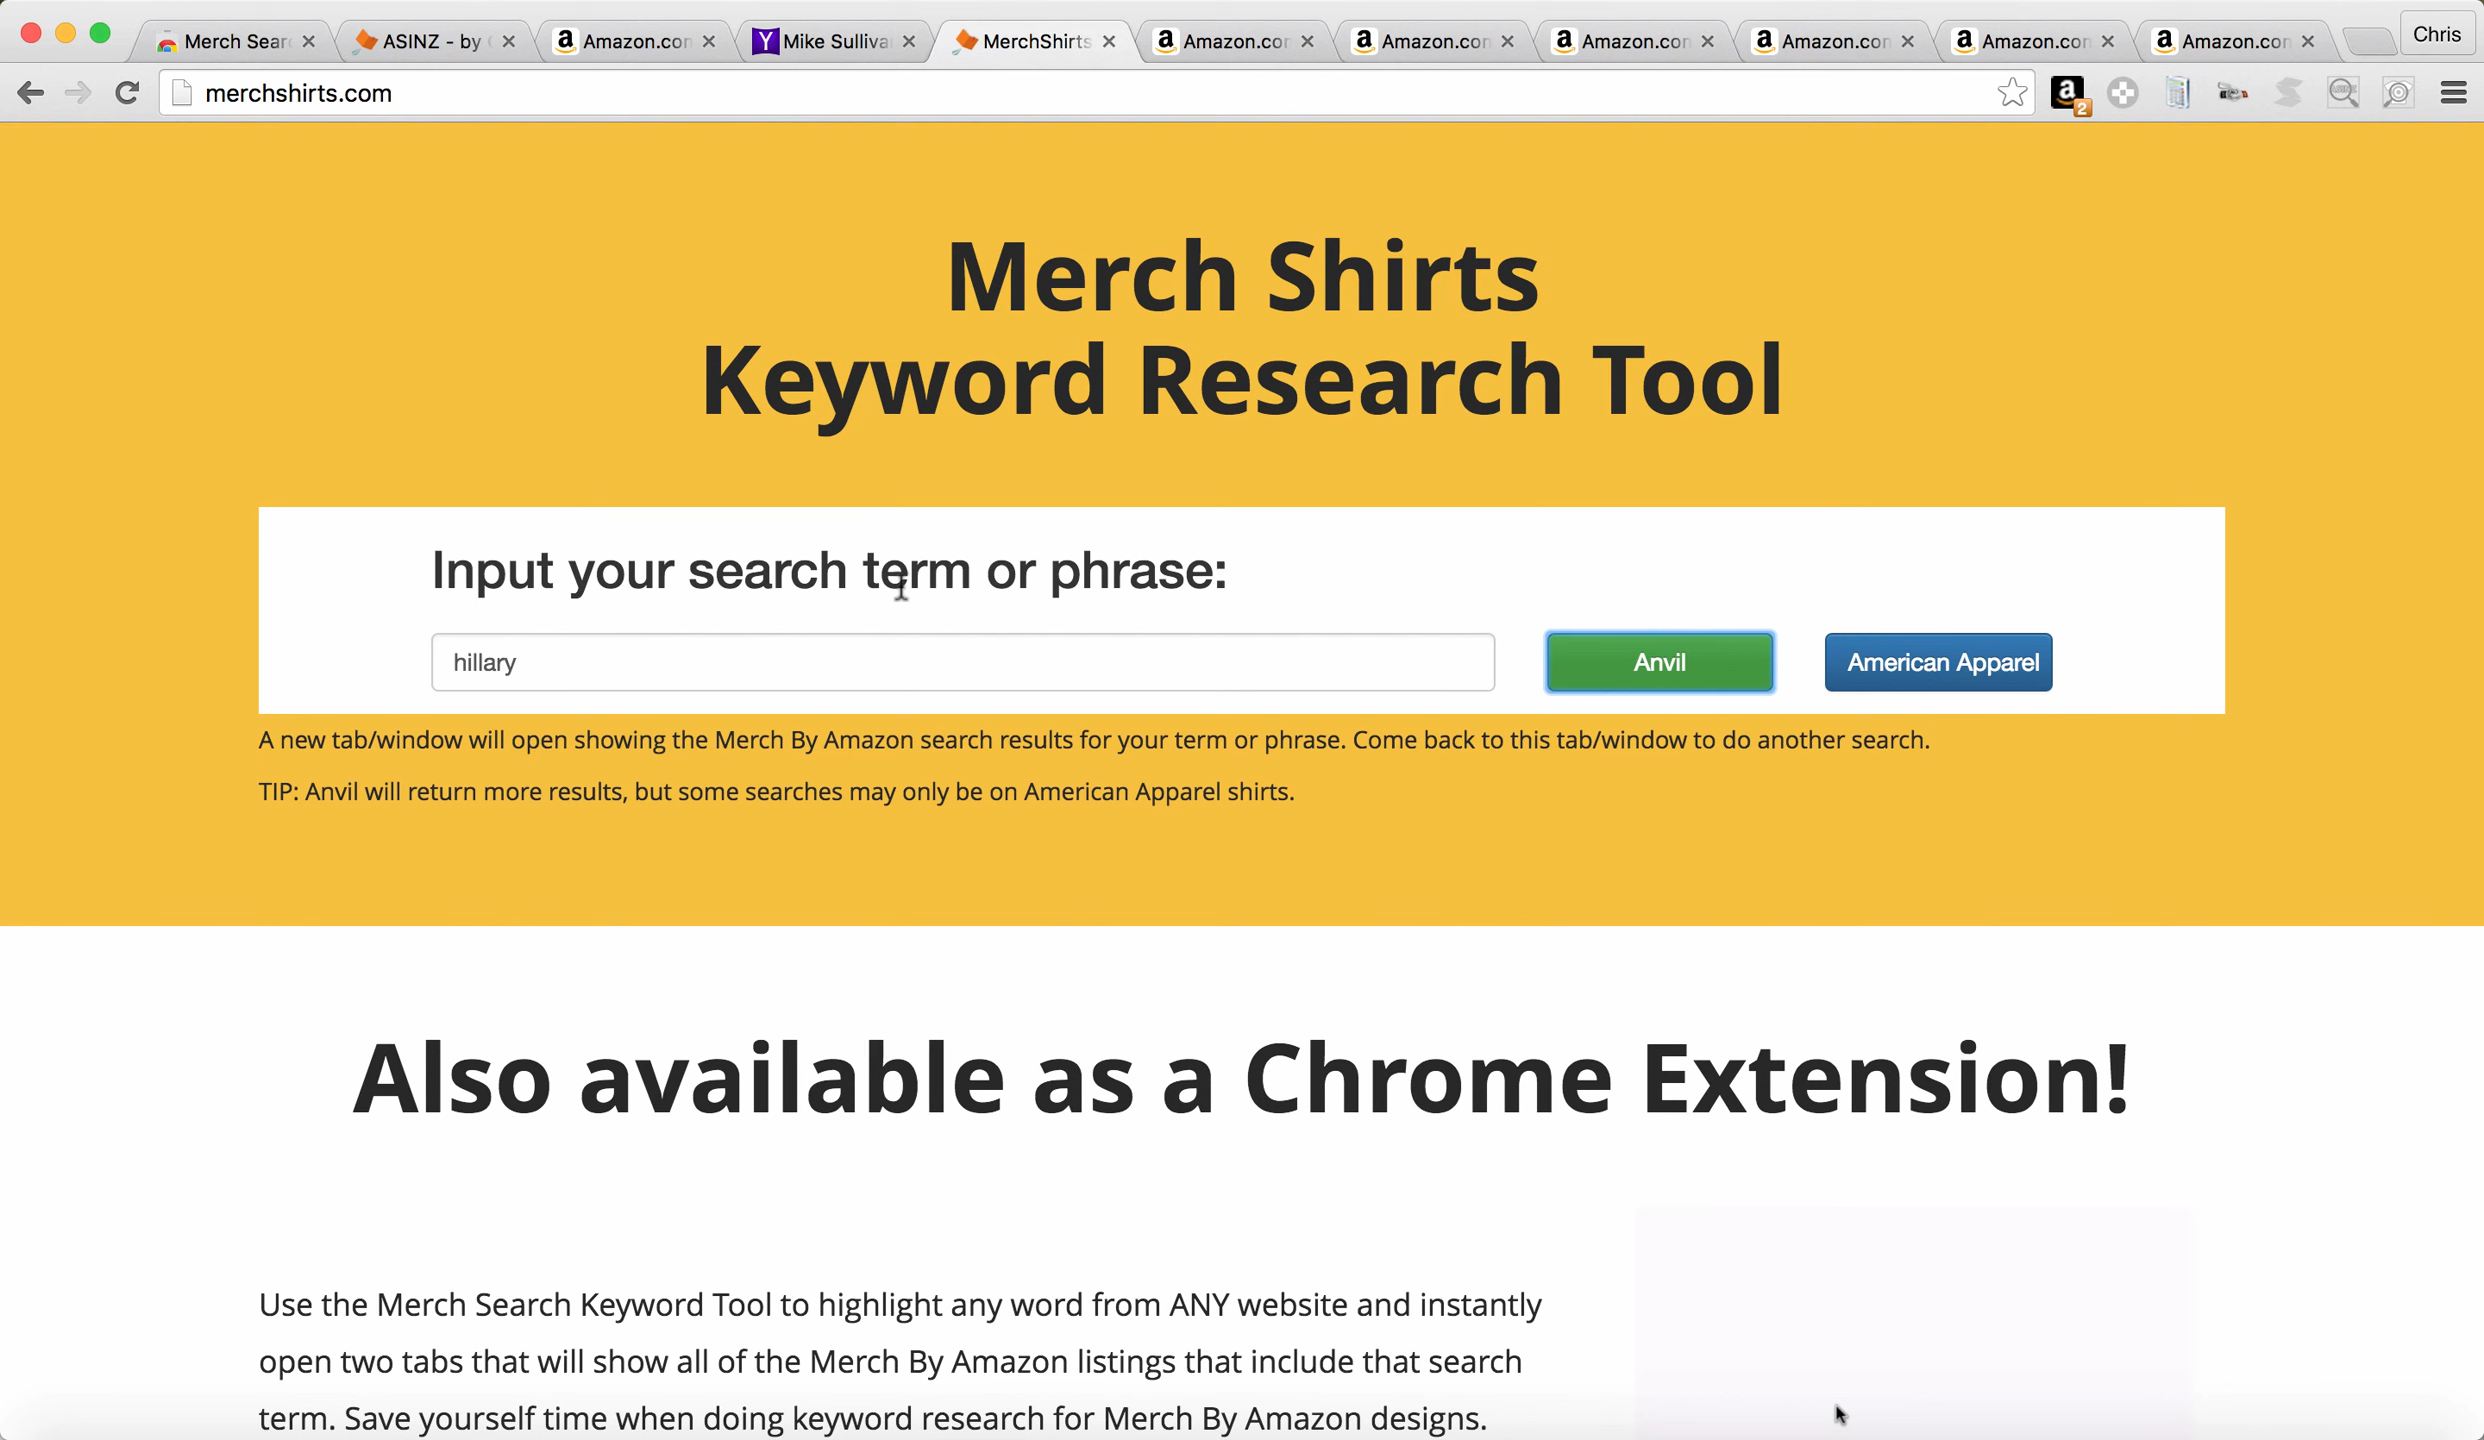 Merch Sear
ASINZ - by
Amazon.con
Mike Sulliva
MerchShirts
Amazon.con
Amazon.con
Amazon.con
Amazon.con
Amazon.con
Amazon.con
Chris
merchshirts.com
2
Merch Shirts
Keyword Research Tool
Input your search term or phrase:
hillary
Anvil
American Apparel
A new tab/window will open showing the Merch By Amazon search results for your term or phrase. Come back to this tab/window to do another search.
TIP: Anvil will return more results, but some searches may only be on American Apparel shirts.
Also available as a Chrome Extension!
Use the Merch Search Keyword Tool to highlight any word from ANY website and instantly
open two tabs that will show all of the Merch By Amazon listings that include that search
term. Save yourself time when doing keyword research for Merch By Amazon designs.